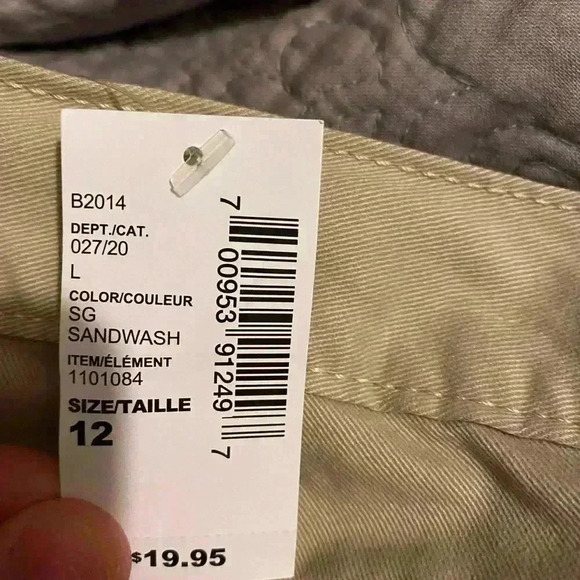 B2014
DEPT./CAT.
027/20
L
COLOR/COULEUR
SG
SANDWASH
ITEM/ÉLÉMENT
1101084
SIZE/TAILLE
12
7 00953 91249 7
$19.95